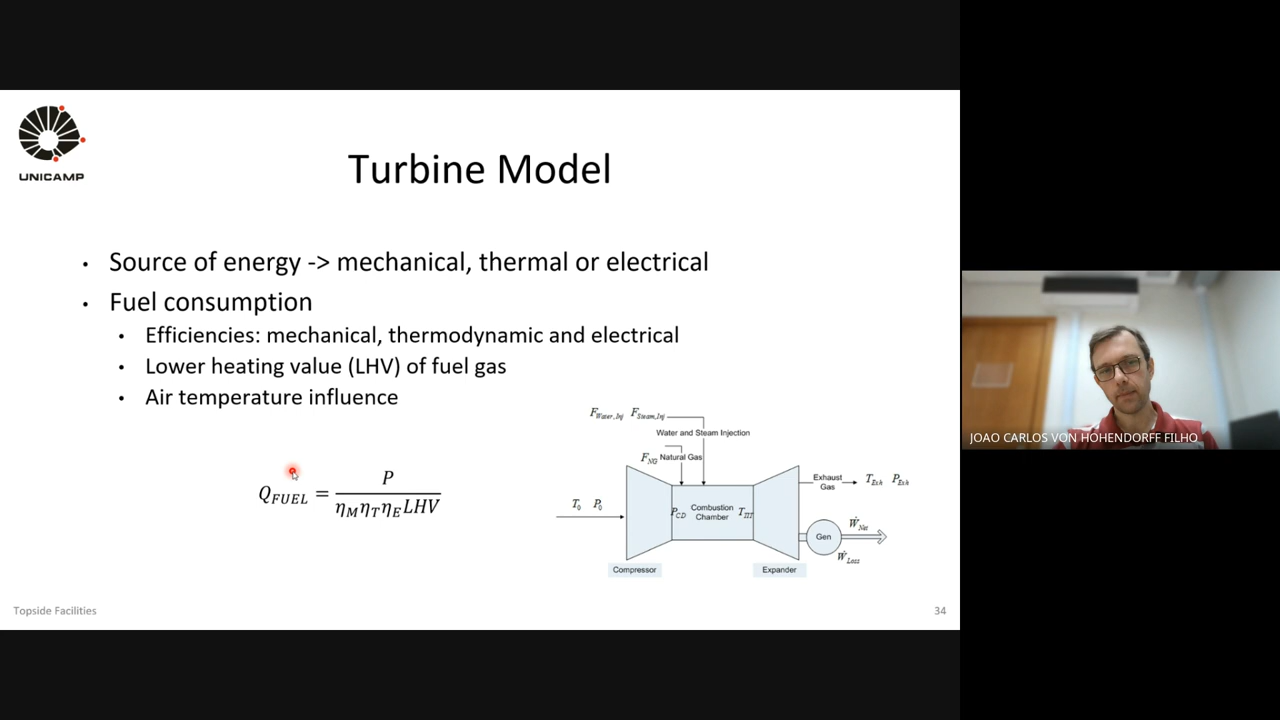 UNICAMP
Turbine Model
• Source of energy -> mechanical, thermal or electrical
• Fuel consumption
• Efficiencies: mechanical, thermodynamic and electrical
• Lower heating value (LHV) of fuel gas
• Air temperature influence
Q_FUEL = P / η_M η_T η_E LHV
F_Water,Inj F_Steam,Inj
Water and Steam Injection
F_NG Natural Gas
T_0 P_0
P_CD Combustion Chamber T_TIT
Exhaust Gas T_Exh P_Exh
Gen Ẇ_Net
Ẇ_Loss
Compressor
Expander
Topside Facilities
34
JOAO CARLOS VON HOHENDORFF FILHO